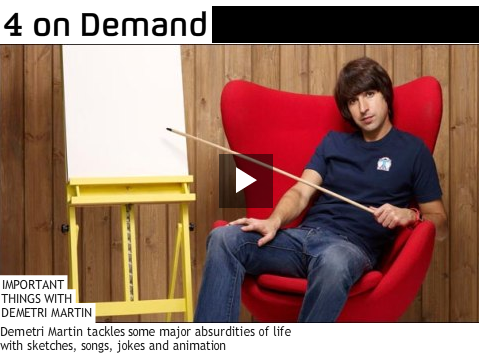 4 on Demand
IMPORTANT
THINGS WITH
DEMETRI MARTIN
Demetri Martin tackles some major absurdities of life
with sketches, songs, jokes and animation